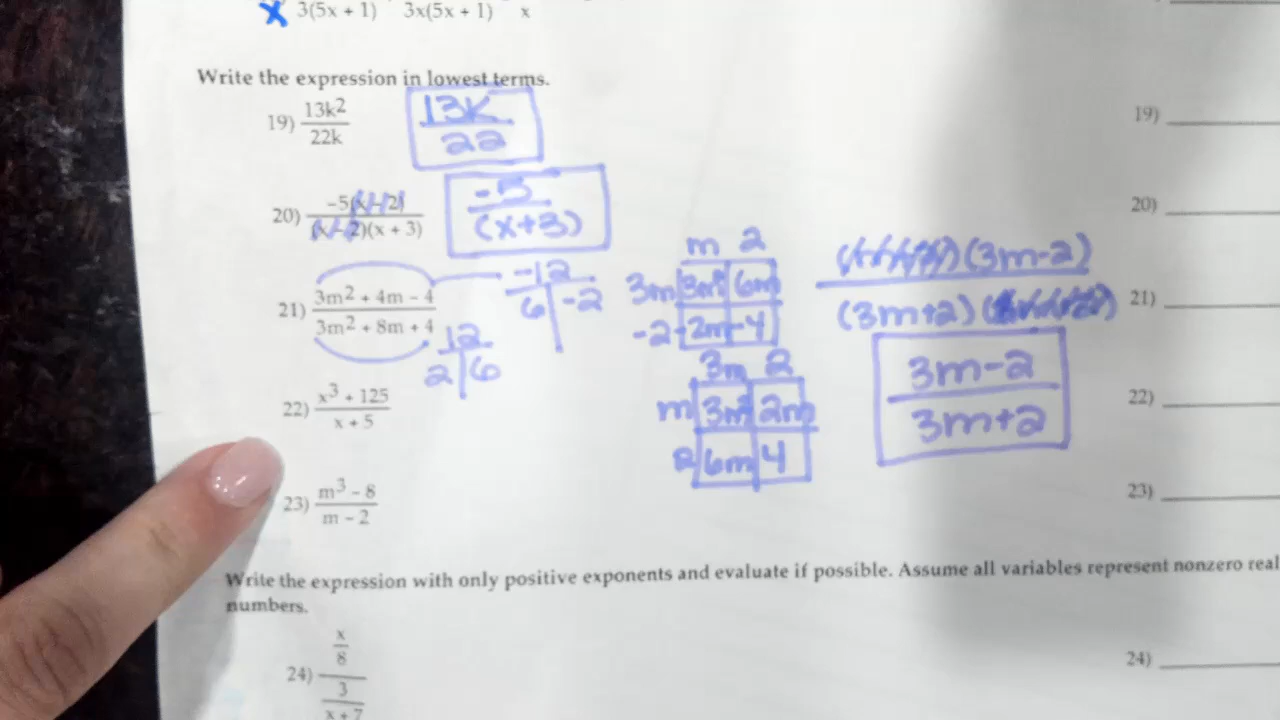 x 3(5x + 1) 3x(5x + 1) x
Write the expression in lowest terms.
19) 13k²/22k 13k/22 19)
20) -5(x - 2)/(x - 2)(x + 3) -5/(x+3) 20)
21) 3m² + 4m - 4/3m² + 8m + 4 21)
-12
6 -2
12
2 6
m 2
3m 3m² 6m
-2 -2m -4
3m 2
m 3m² 2m
2 6m 4
(3m-2)
(3m+2)
3m-2
3m+2
22) x³ + 125/x + 5 22)
23) m³ - 8/m - 2 23)
Write the expression with only positive exponents and evaluate if possible. Assume all variables represent nonzero real
numbers.
24) x/8 24)
3/x + 7